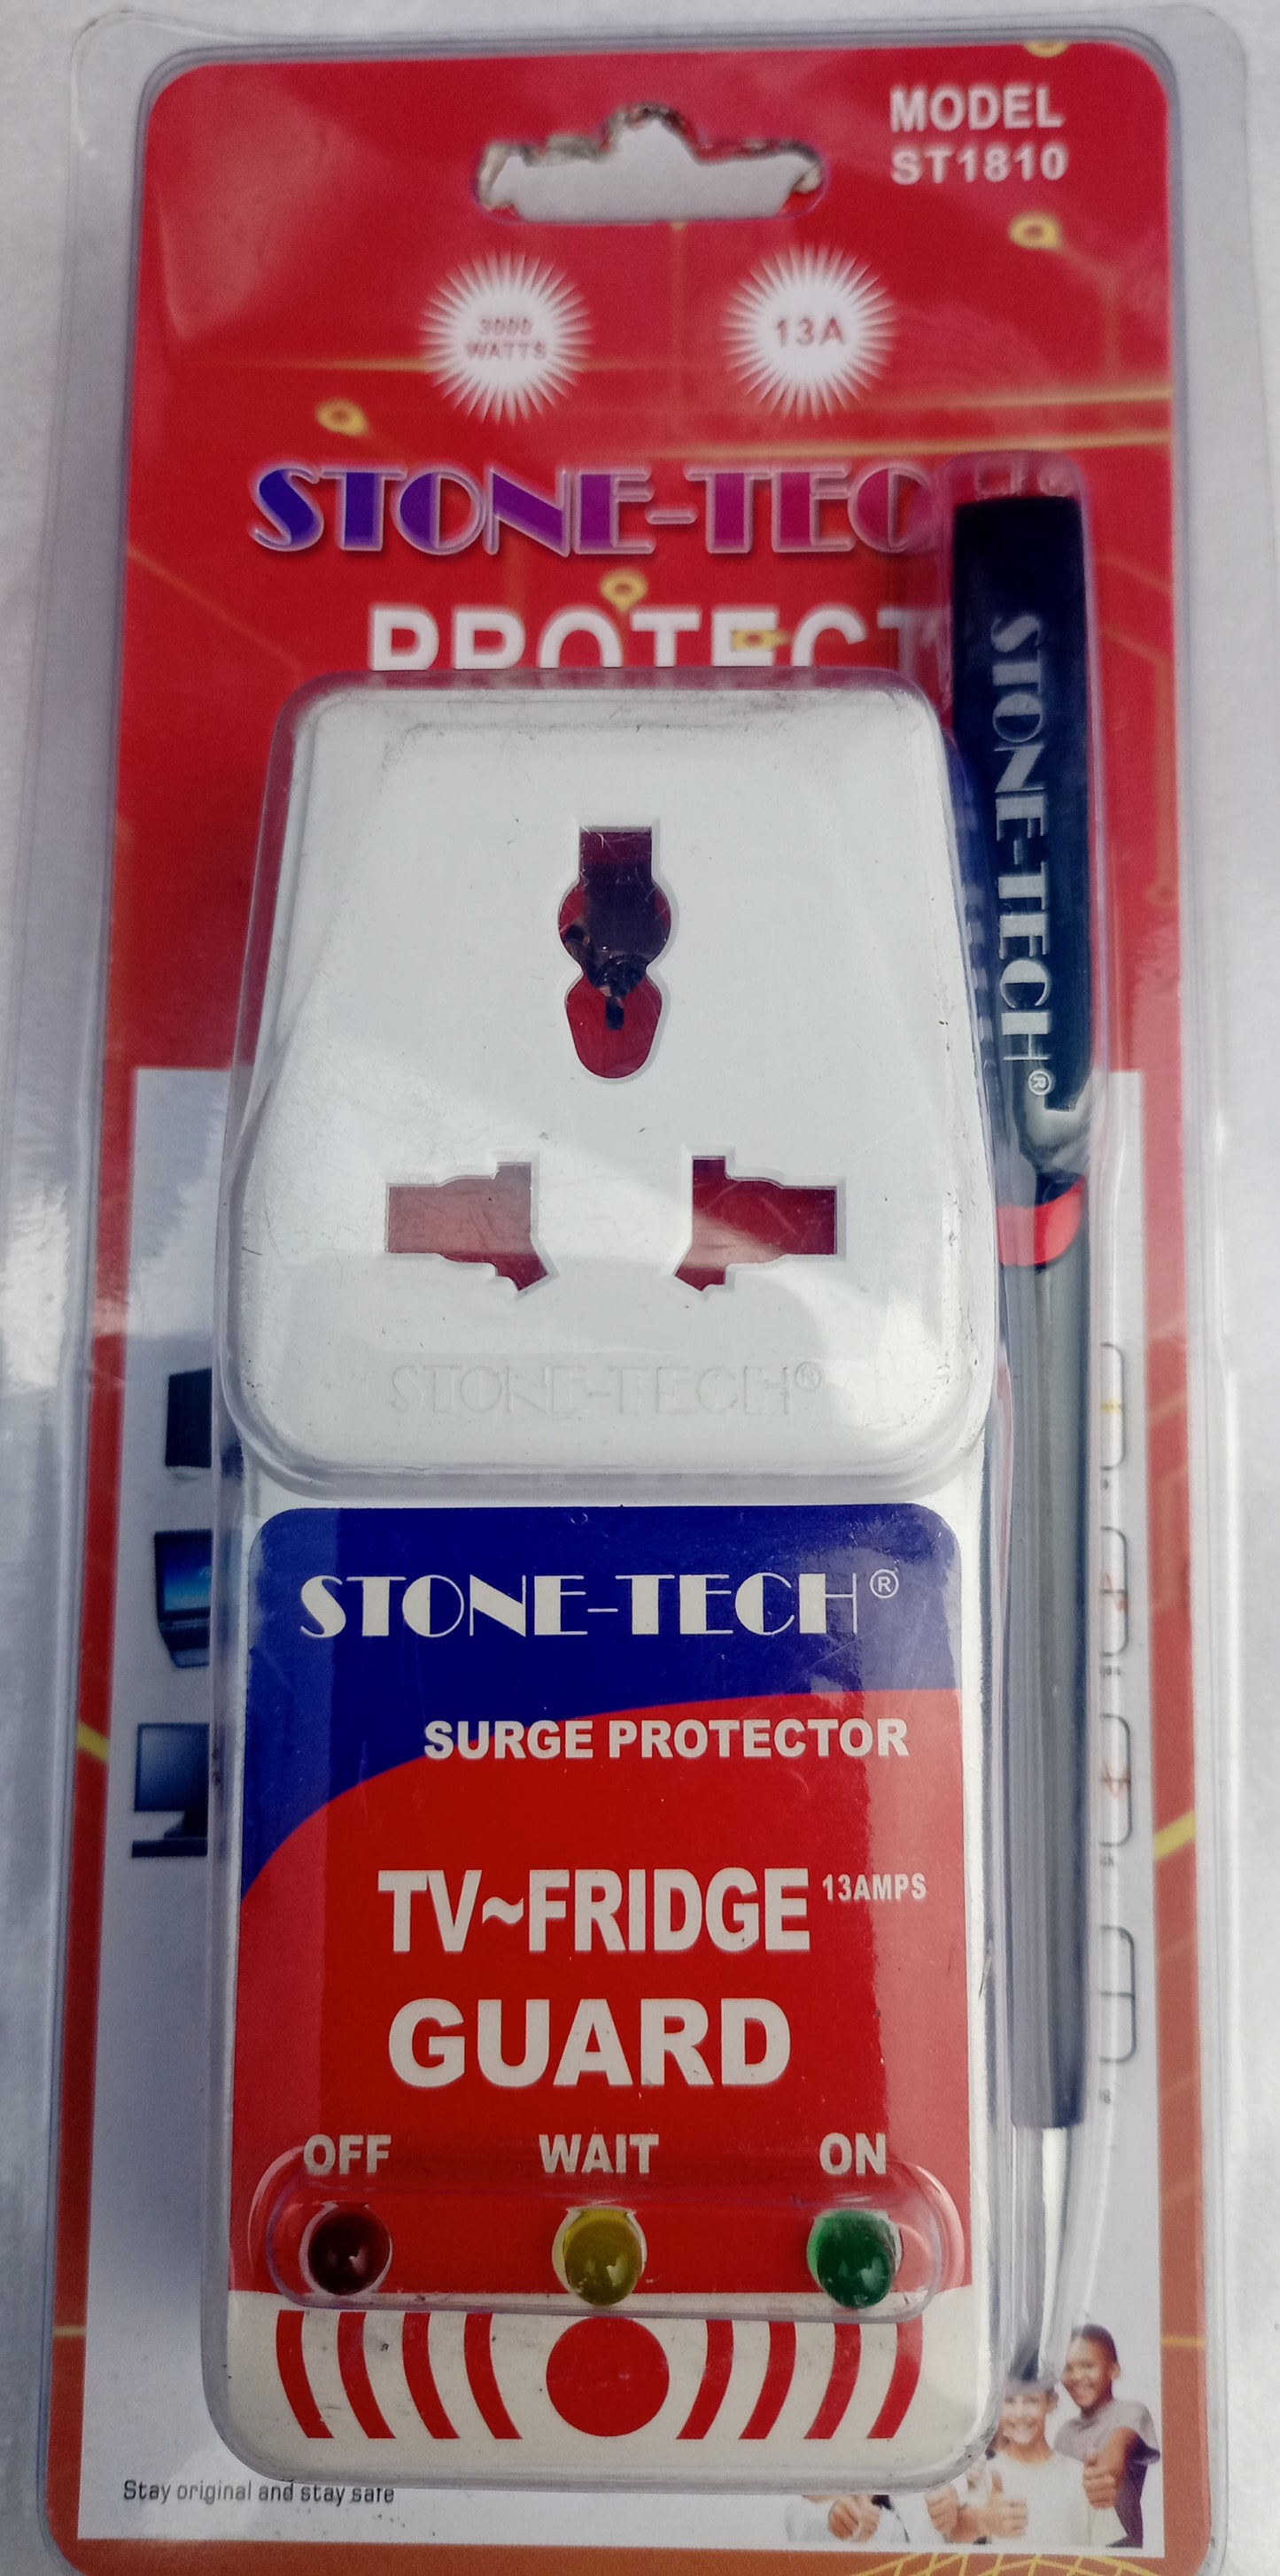 MODEL
ST1810
3000
WATTS
13A
STONE-TEC
PROTECT
STONE-TECH®
STONE-TECH®
STONE-TECH®
SURGE PROTECTOR
TV~FRIDGE 13AMPS
GUARD
OFF WAIT ON
Stay original and stay safe